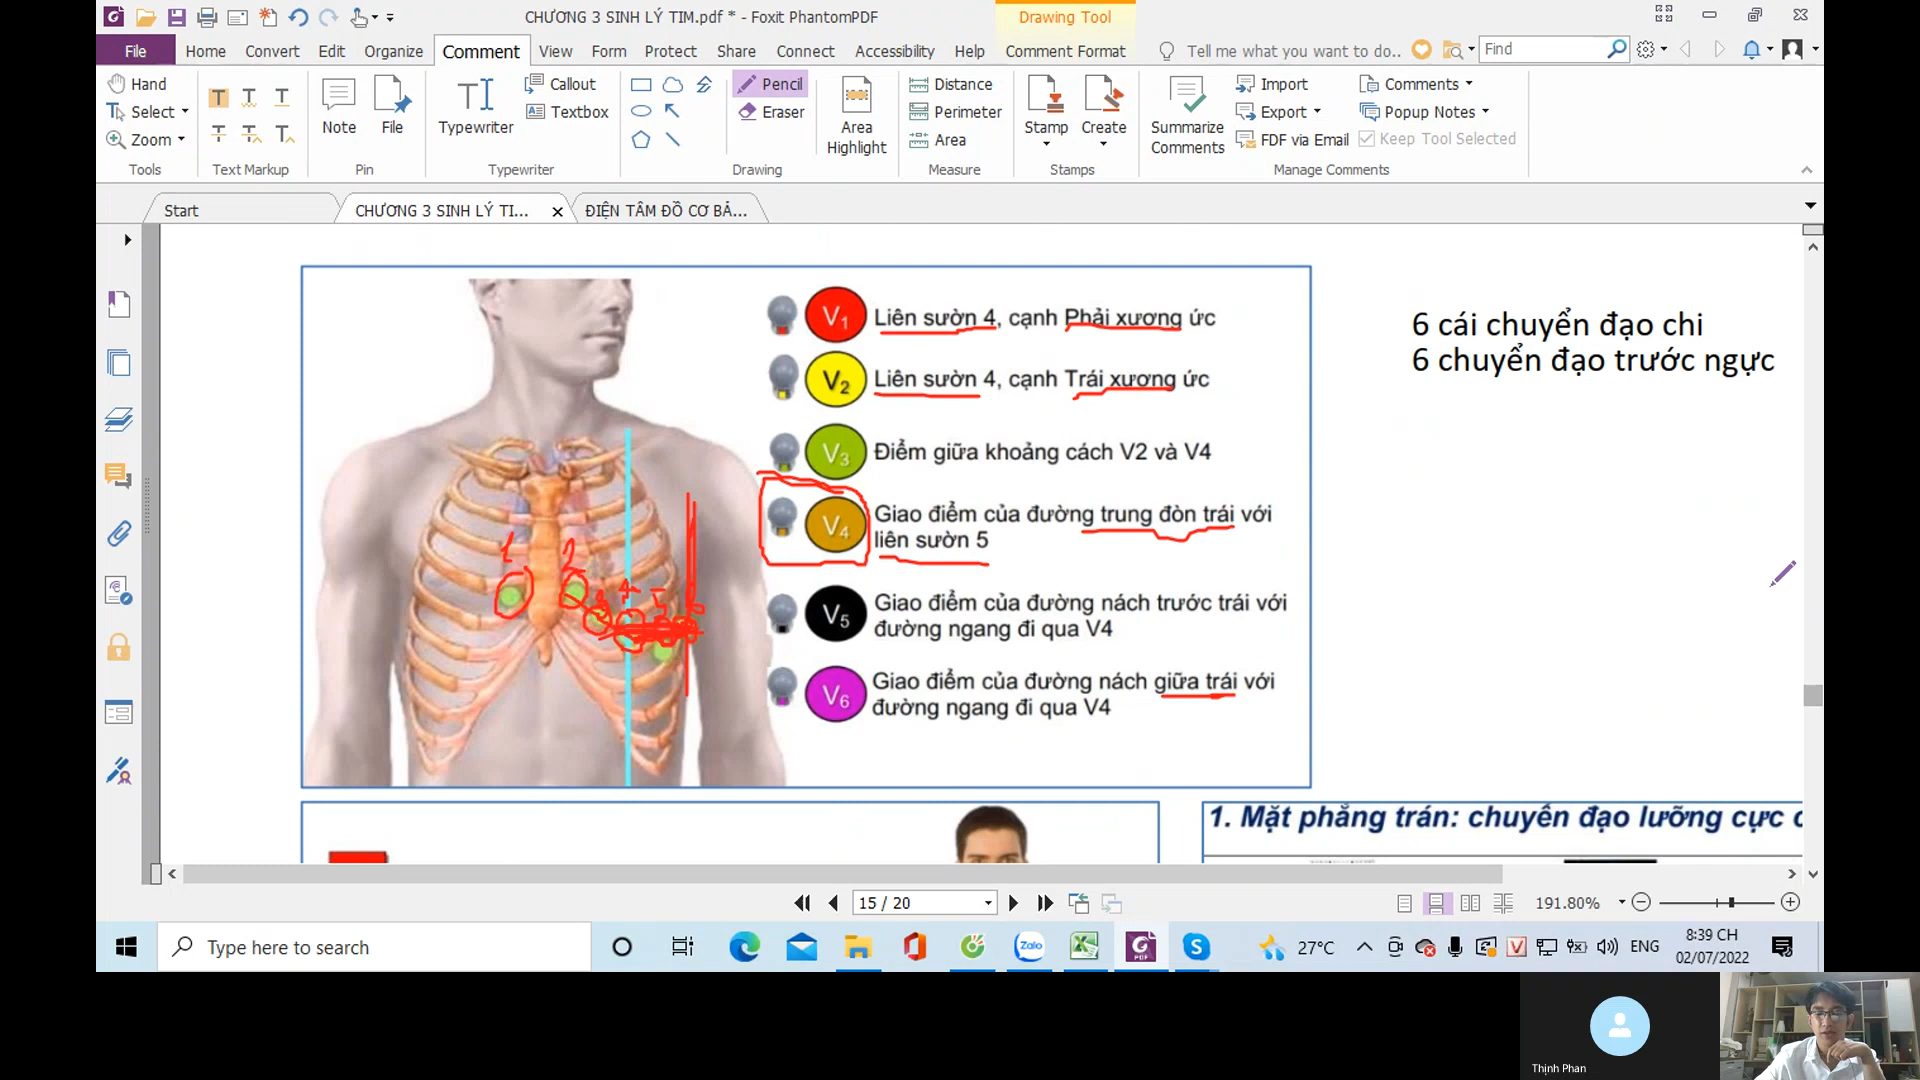 CHƯƠNG 3 SINH LÝ TIM.pdf * - Foxit PhantomPDF
Drawing Tool
File
Home
Convert
Edit
Organize
Comment
View
Form
Protect
Share
Connect
Accessibility
Help
Comment Format
Tell me what you want to do..
Find
Hand
Select
Zoom
Tools
Text Markup
Note
File
Pin
Typewriter
Callout
Textbox
Typewriter
Pencil
Eraser
Area Highlight
Drawing
Distance
Perimeter
Area
Measure
Stamp
Create
Stamps
Summarize Comments
Import
Export
FDF via Email
Comments
Popup Notes
Keep Tool Selected
Manage Comments
Start
CHƯƠNG 3 SINH LÝ TI...
ĐIỆN TÂM ĐỒ CƠ BẢ...
V1 Liên sườn 4, cạnh Phải xương ức
V2 Liên sườn 4, cạnh Trái xương ức
V3 Điểm giữa khoảng cách V2 và V4
V4 Giao điểm của đường trung đòn trái với
liên sườn 5
V5 Giao điểm của đường nách trước trái với
đường ngang đi qua V4
V6 Giao điểm của đường nách giữa trái với
đường ngang đi qua V4
1 2 3 4 5 6
6 cái chuyển đạo chi
6 chuyển đạo trước ngực
1. Mặt phẳng trán: chuyển đạo lưỡng cực
15 / 20
191.80%
Type here to search
Zalo
PDF
27°C
ENG
8:39 CH
02/07/2022
Thịnh Phan